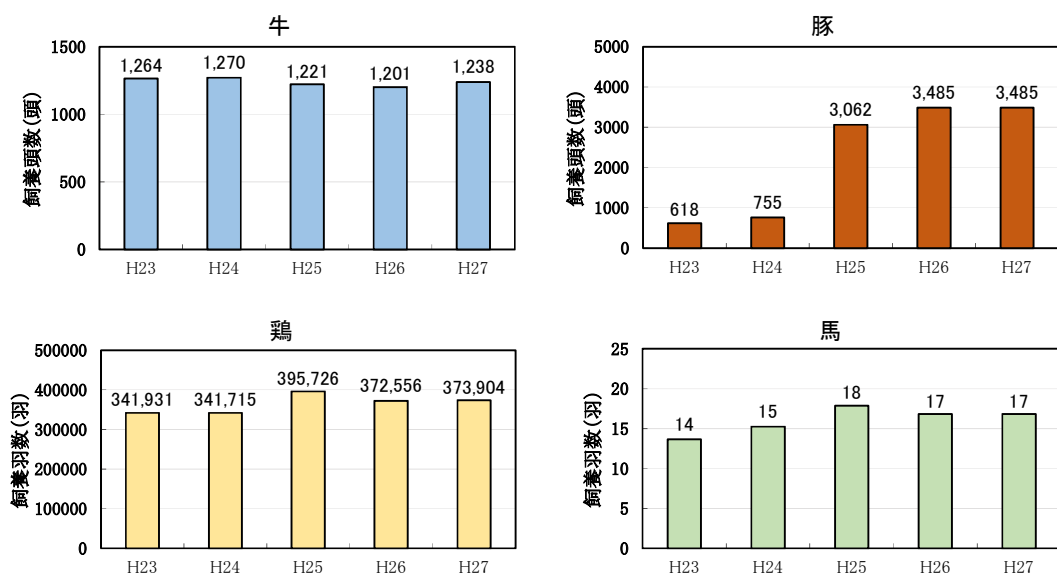 牛
飼養頭数(頭)
1500
1000
500
0
1,264
1,270
1,221
1,201
1,238
H23
H24
H25
H26
H27
豚
飼養頭数(頭)
5000
4000
3000
2000
1000
0
618
755
3,062
3,485
3,485
H23
H24
H25
H26
H27
鶏
飼養羽数(羽)
500000
400000
300000
200000
100000
0
341,931
341,715
395,726
372,556
373,904
H23
H24
H25
H26
H27
馬
飼養羽数(羽)
25
20
15
10
5
0
14
15
18
17
17
H23
H24
H25
H26
H27